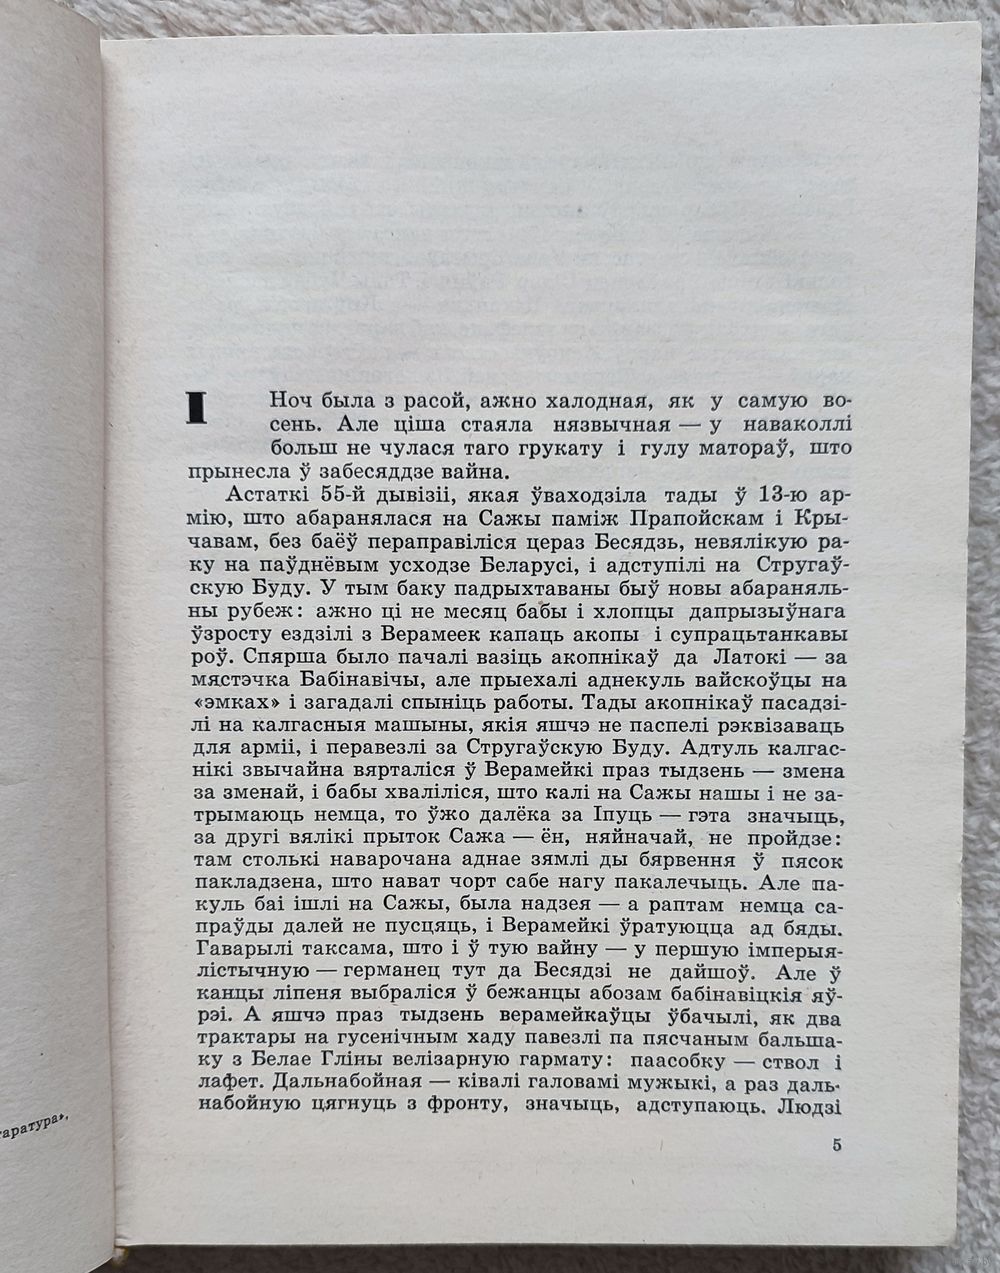 I
Ноч была з расой, ажно халодная, як у самую во-
сень. Але ціша стаяла нязвычная — у наваколлі
больш не чулася таго грукату і гулу матораў, што
прынесла ў забесяддзе вайна.
Астаткі 55-й дывізіі, якая ўваходзіла тады ў 13-ю ар-
мію, што абаранялася на Сажы паміж Прапойскам і Кры-
чавам, без баёў пераправіліся цераз Бесядзь, невялікую ра-
ку на паўднёвым усходзе Беларусі, і адступілі на Стругаў-
скую Буду. У тым баку падрыхтаваны быў новы абараняль-
ны рубеж: ажно ці не месяц бабы і хлопцы дапрызыўнага
ўзросту ездзілі з Верамеек капаць акопы і супрацьтанкавы
роў. Спярша было пачалі вазіць акопнікаў да Латокі — за
мястэчка Бабінавічы, але прыехалі аднекуль вайскоўцы на
«эмках» і загадалі спыніць работы. Тады акопнікаў пасадзі-
лі на калгасныя машыны, якія яшчэ не паспелі рэквізаваць
для арміі, і перавезлі за Стругаўскую Буду. Адтуль калгас-
нікі звычайна вярталіся ў Верамейкі праз тыдзень — змена
за зменай, і бабы хваліліся, што калі на Сажы нашы і не за-
трымаюць немца, то ўжо далёка за Іпуць — гэта значыць,
за другі вялікі прыток Сажа — ён, няйначай, не пройдзе:
там столькі наварочана аднае зямлі ды бярвення ў пясок
пакладзена, што нават чорт сабе нагу пакалечыць. Але па-
куль баі ішлі на Сажы, была надзея — а раптам немца са-
праўды далей не пусцяць, і Верамейкі ўратуюцца ад бяды.
Гаварылі таксама, што і ў тую вайну — у першую імперыя-
лістычную — германец тут да Бесядзі не дайшоў. Але ў
канцы ліпеня выбраліся ў бежанцы абозам бабінавіцкія яў-
рэі. А яшчэ праз тыдзень верамейкаўцы ўбачылі, як два
трактары на гусенічным хаду павезлі па пясчаным бальша-
ку з Белае Гліны велізарную гармату: паасобку — ствол і
лафет. Дальнабойная — ківалі галовамі мужыкі, а раз даль-
набойную цягнуць з фронту, значыць, адступаюць. Людзі
5
таратура»,